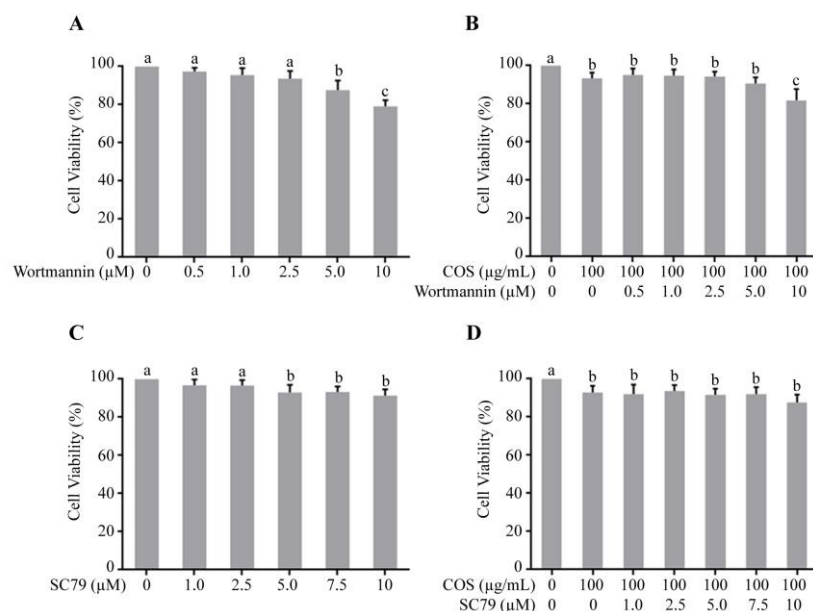 A
a a a a b c
100
80
60
40
20
0
Cell Viability (%)
Wortmannin (µM) 0 0.5 1.0 2.5 5.0 10
B
a b b b b b c
100
80
60
40
20
0
Cell Viability (%)
COS (µg/mL) 0 100 100 100 100 100 100
Wortmannin (µM) 0 0 0.5 1.0 2.5 5.0 10
C
a a a b b b
100
80
60
40
20
0
Cell Viability (%)
SC79 (µM) 0 1.0 2.5 5.0 7.5 10
D
a b b b b b b
100
80
60
40
20
0
Cell Viability (%)
COS (µg/mL) 0 100 100 100 100 100 100
SC79 (µM) 0 0 1.0 2.5 5.0 7.5 10